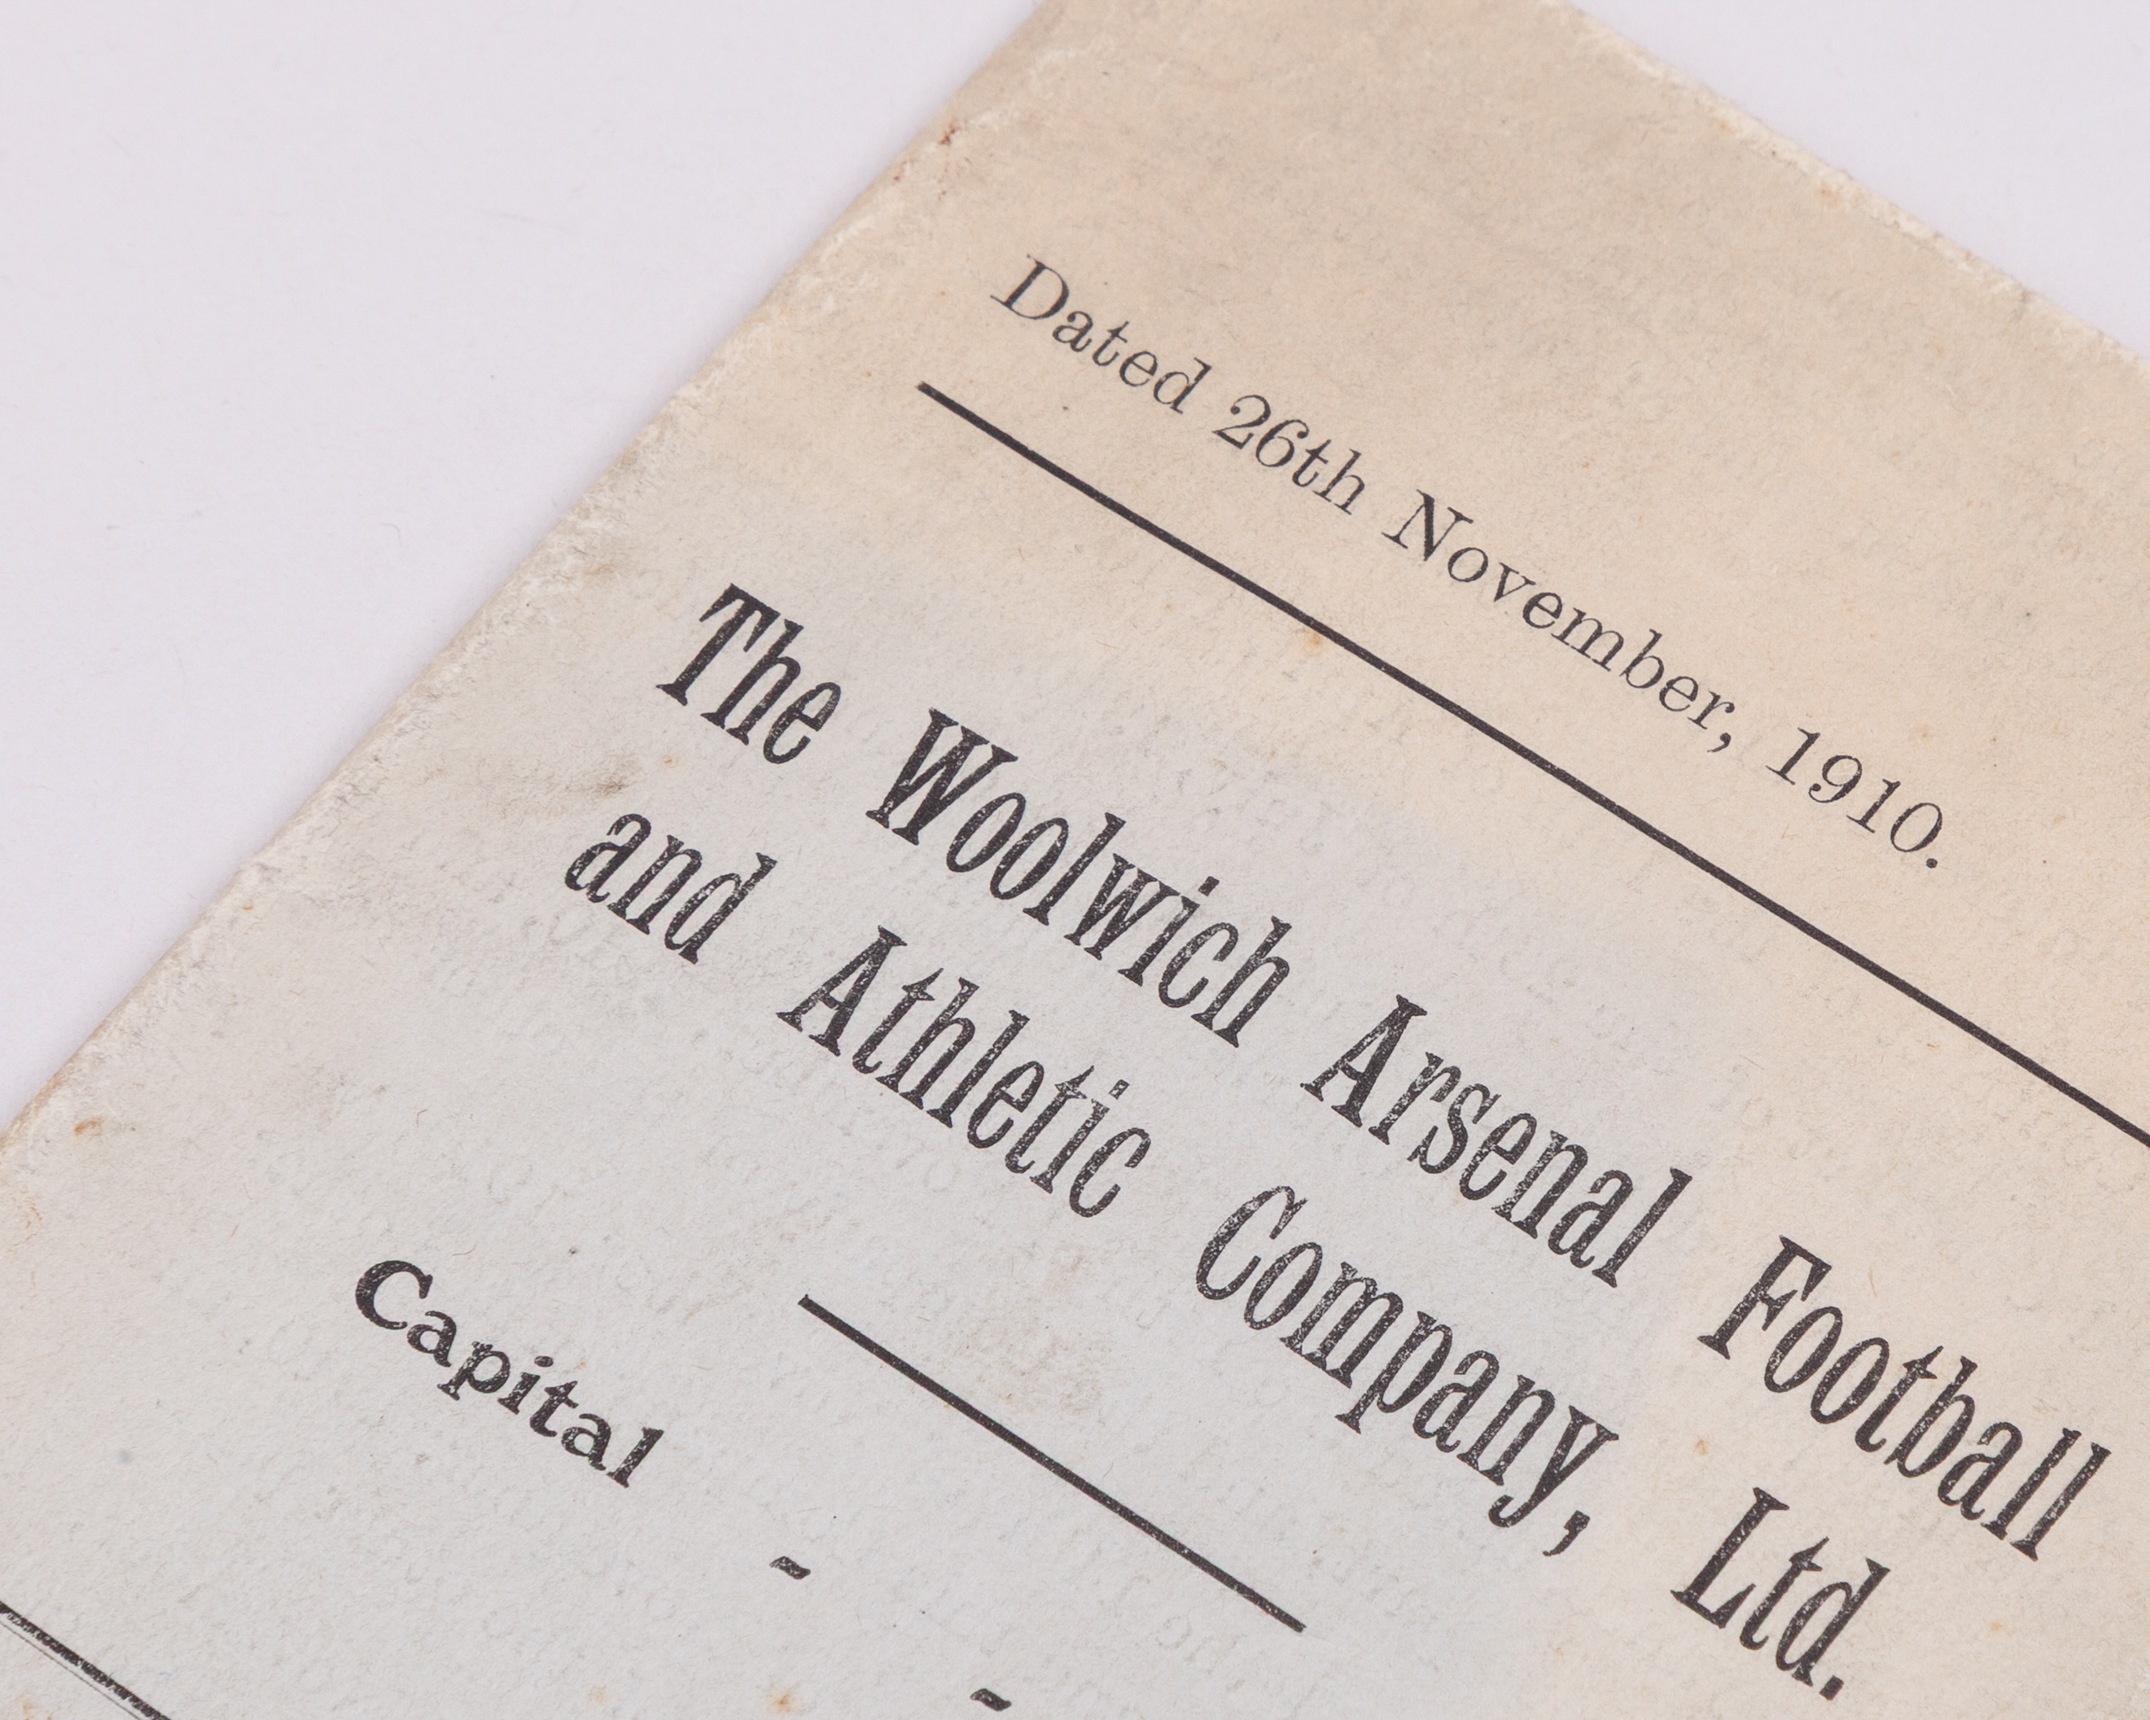 Dated 26th November, 1910.
The Woolwich Arsenal Football
and Athletic Company, Ltd.
Capital - -